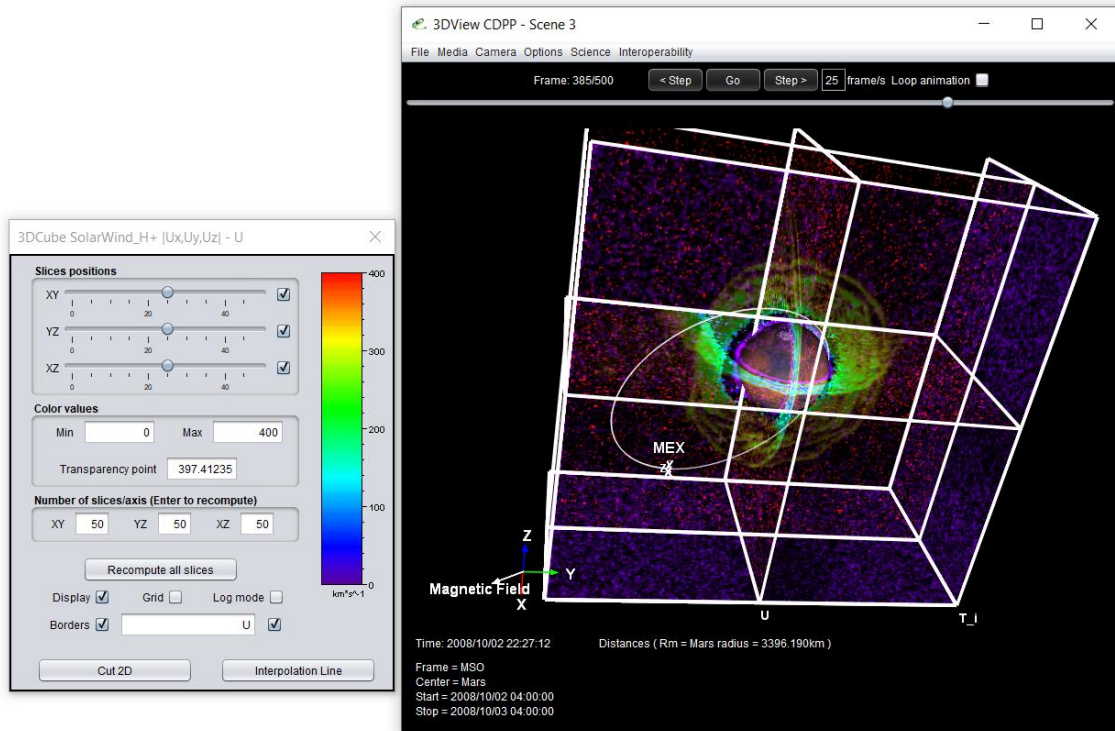 3DView CDPP - Scene 3
File Media Camera Options Science Interoperability
Frame: 385/500 < Step Go Step > 25 frame/s Loop animation
3DCube SolarWind_H+ |Ux,Uy,Uz| - U
Slices positions
XY
0 20 40
YZ
0 20 40
XZ
0 20 40
Color values
Min 0 Max 400
Transparency point 397.41235
Number of slices/axis (Enter to recompute)
XY 50 YZ 50 XZ 50
Recompute all slices
Display Grid Log mode
Borders U
Cut 2D Interpolation Line
400
300
200
100
0
km*s^-1
MEX
Z
Y
X
Magnetic Field
U
T_i
Time: 2008/10/02 22:27:12 Distances ( Rm = Mars radius = 3396.190km )
Frame = MSO
Center = Mars
Start = 2008/10/02 04:00:00
Stop = 2008/10/03 04:00:00